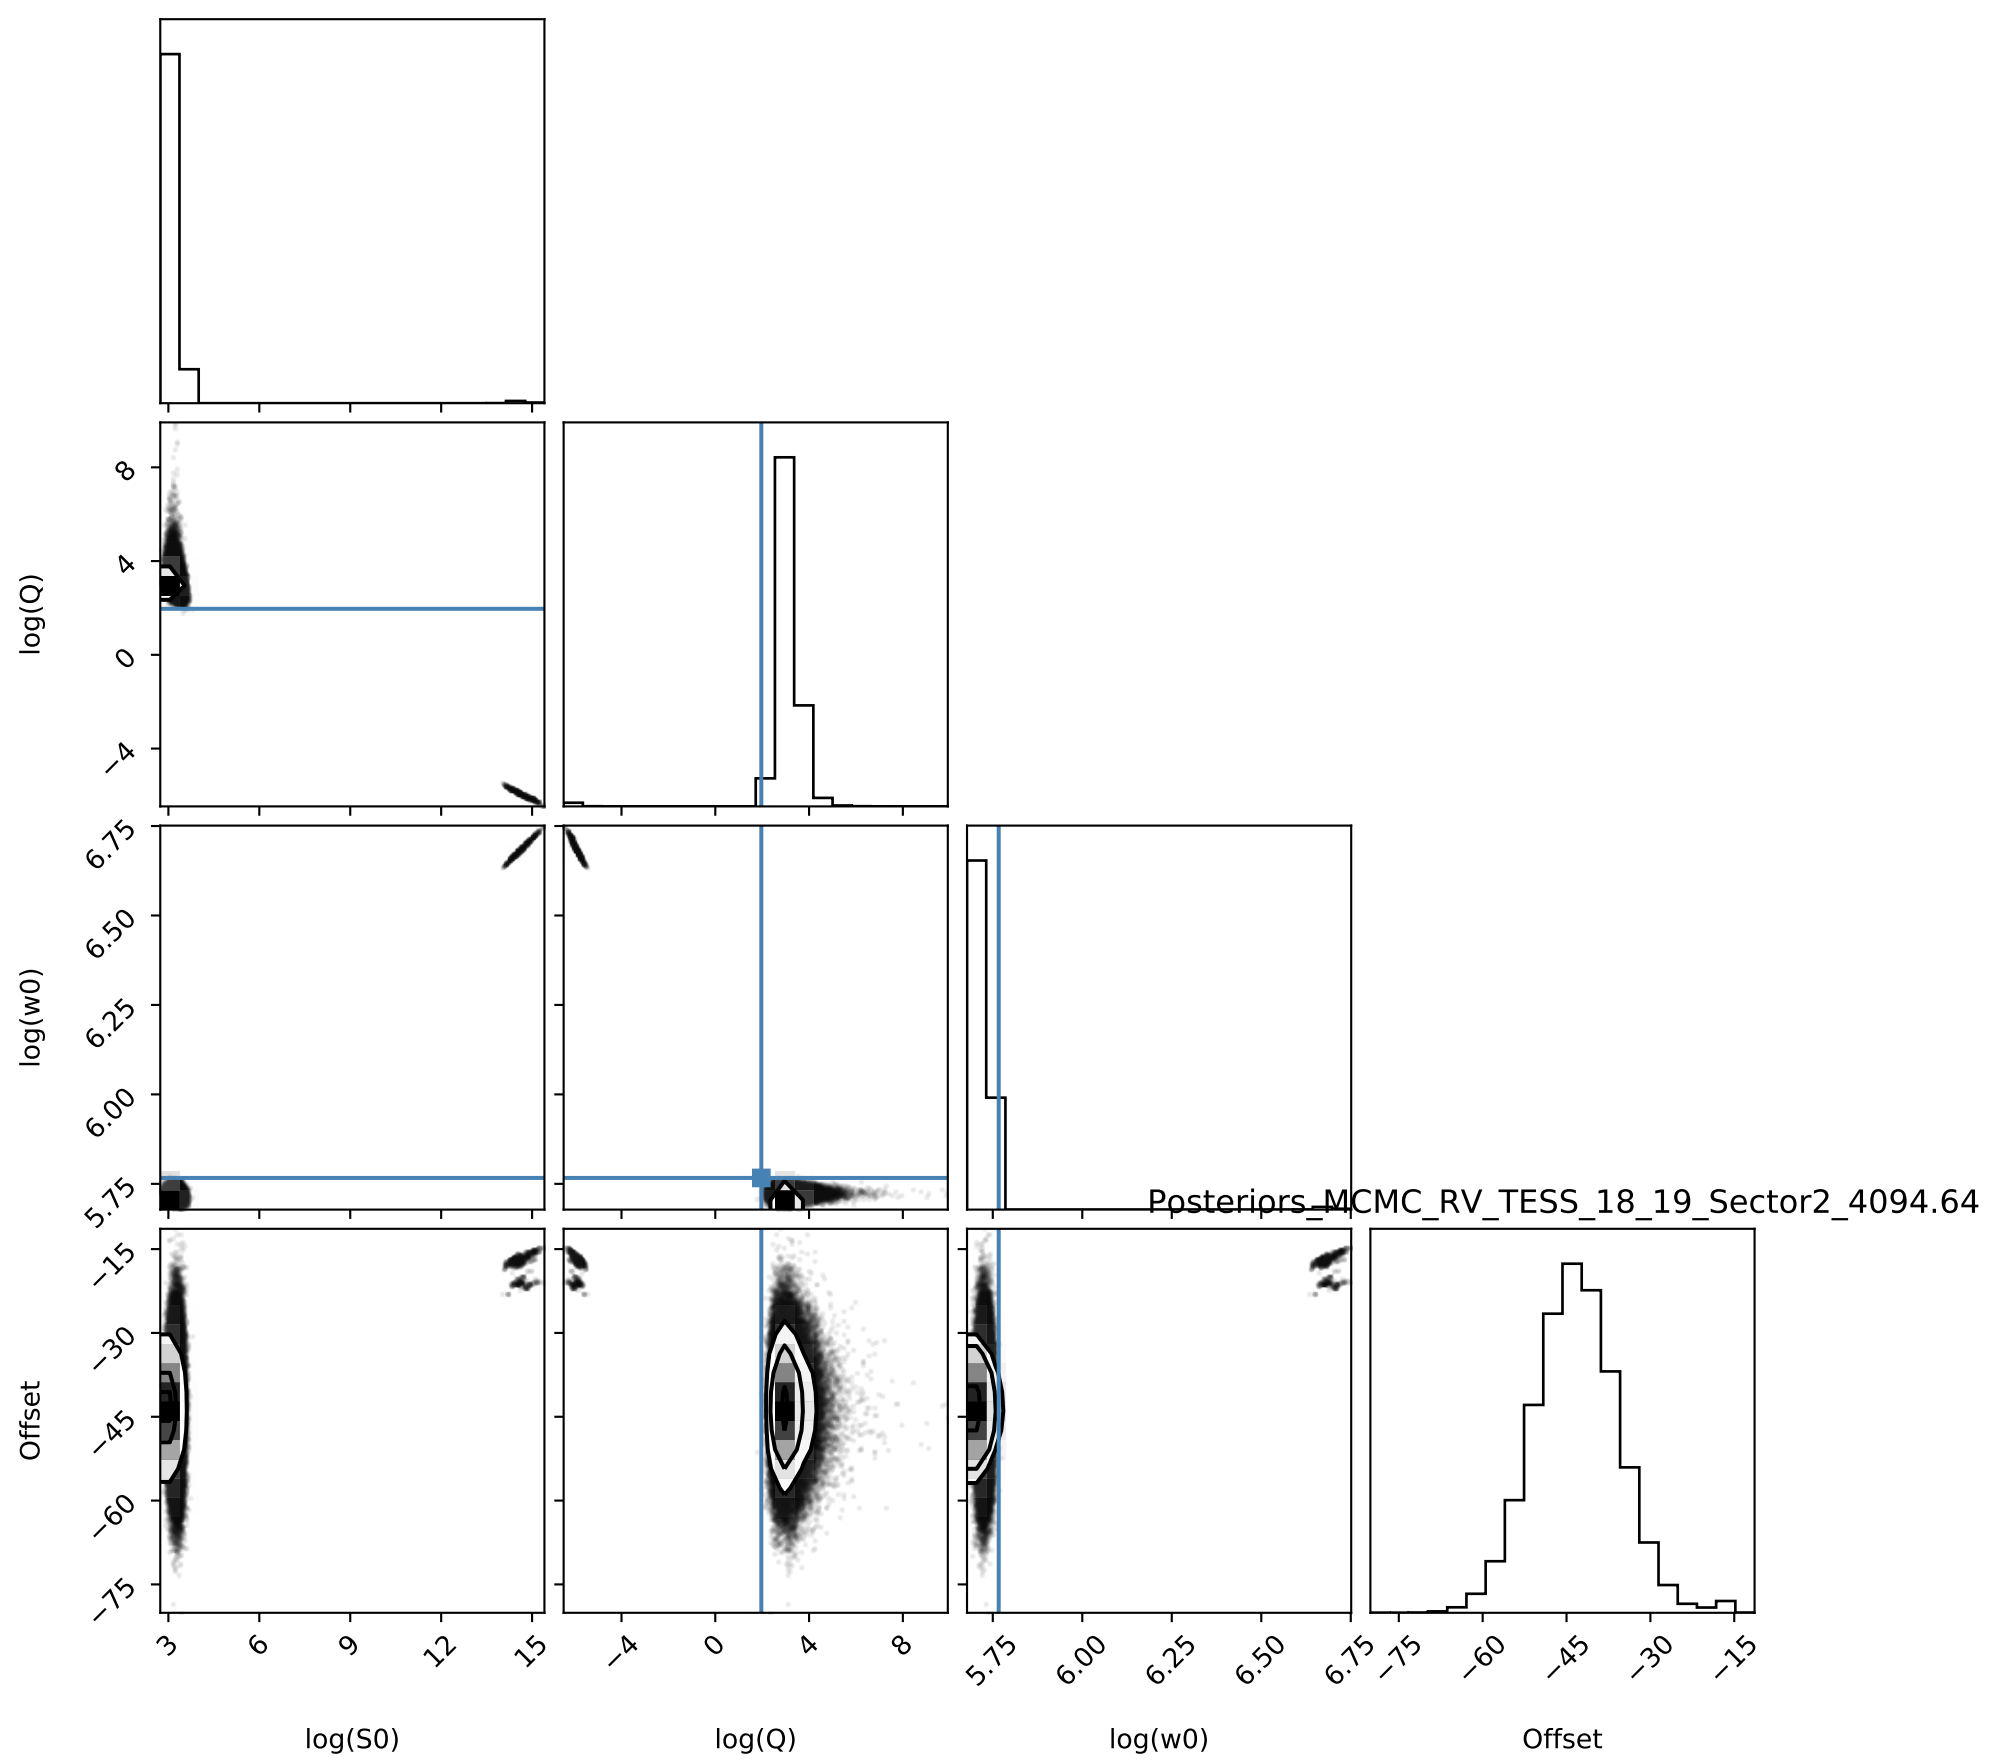 8
4
0
−4
log(Q)
6.75
6.50
6.25
6.00
5.75
log(w0)
Posteriors_MCMC_RV_TESS_18_19_Sector2_4094.64
−15
−30
−45
−60
−75
Offset
3 6 9 12 15
−4 0 4 8
5.75 6.00 6.25 6.50 6.75
−75 −60 −45 −30 −15
log(S0) log(Q) log(w0) Offset